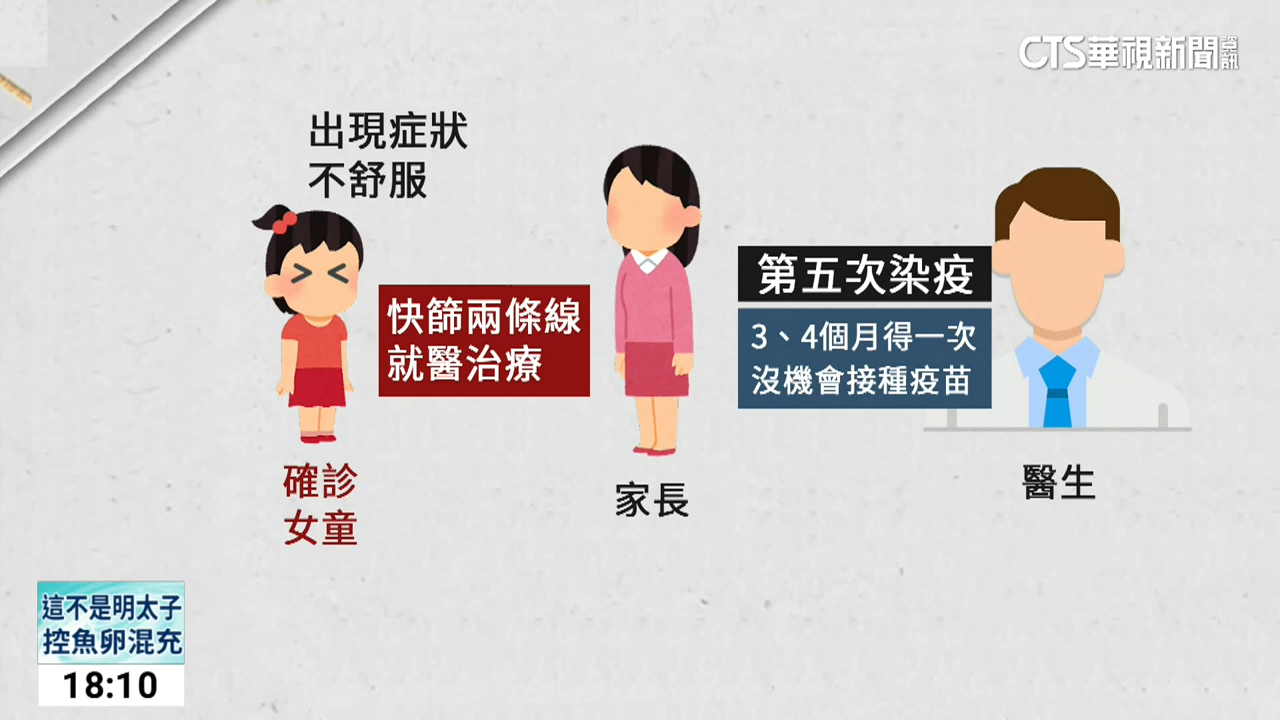 CTS華視新聞資訊
出現症狀
不舒服
快篩兩條線
就醫治療
第五次染疫
3、4個月得一次
沒機會接種疫苗
確診
女童
家長
醫生
這不是明太子
控魚卵混充
18:10